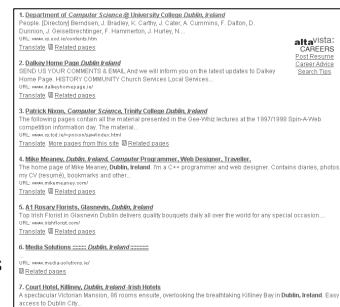 1. Department of Computer Science @ University College Dublin, Ireland
People. [Directory] Berndsen, J. Bradley, K. Carthy, J. Cater, A. Cummins, F. Dalton, D.
Dunnion, J. Geiselbrechtinger, F. Hammerton, J. Hurley, N...
URL: www.cs.ucd.ie/contents.htm
Translate Related pages
altavista:
CAREERS
Post Resume
Career Advice
Search Tips
2. Dalkey Home Page Dublin Ireland
SEND US YOUR COMMENTS & EMAIL, And we will inform you on the latest updates to Dalkey
Home Page. HISTORY COMMUNITY Church Services Local Services...
URL: www.dalkeyhomepage.ie/
Translate Related pages
3. Patrick Nixon, Computer Science, Trinity College Dublin, Ireland
The following pages contain all the material presented in the Gee-Whiz lectures at the 1997/1998 Spin-A-Web
competition information day. The material...
Translate More pages from this site Related pages
4. Mike Meaney, Dublin, Ireland, Computer Programmer, Web Designer, Traveller.
The home page of Mike Meaney, Dublin, Ireland. I'm a C++ programmer and web designer. Contains diaries, photos,
my CV (resumé), bookmarks and other...
URL: www.mikemeaney.com/
Translate Related pages
5. A1 Rosary Florists, Glasnevin, Dublin, Ireland
Top Irish Florist in Glasnevin Dublin delivers quality bouquets daily all over the world for any special occasion....
URL: www.irishflorist.com/
Translate Related pages
6. Media Solutions :::::::: Dublin, Ireland ::::::::::::
URL: www.media-solutions.ie/
Related pages
7. Court Hotel, Killiney, Dublin, Ireland -Irish Hotels
A spectacular Victorian Mansion, 86 rooms ensuite, overlooking the breathtaking Killiney Bay in Dublin, Ireland. Easy
access to Dublin City...